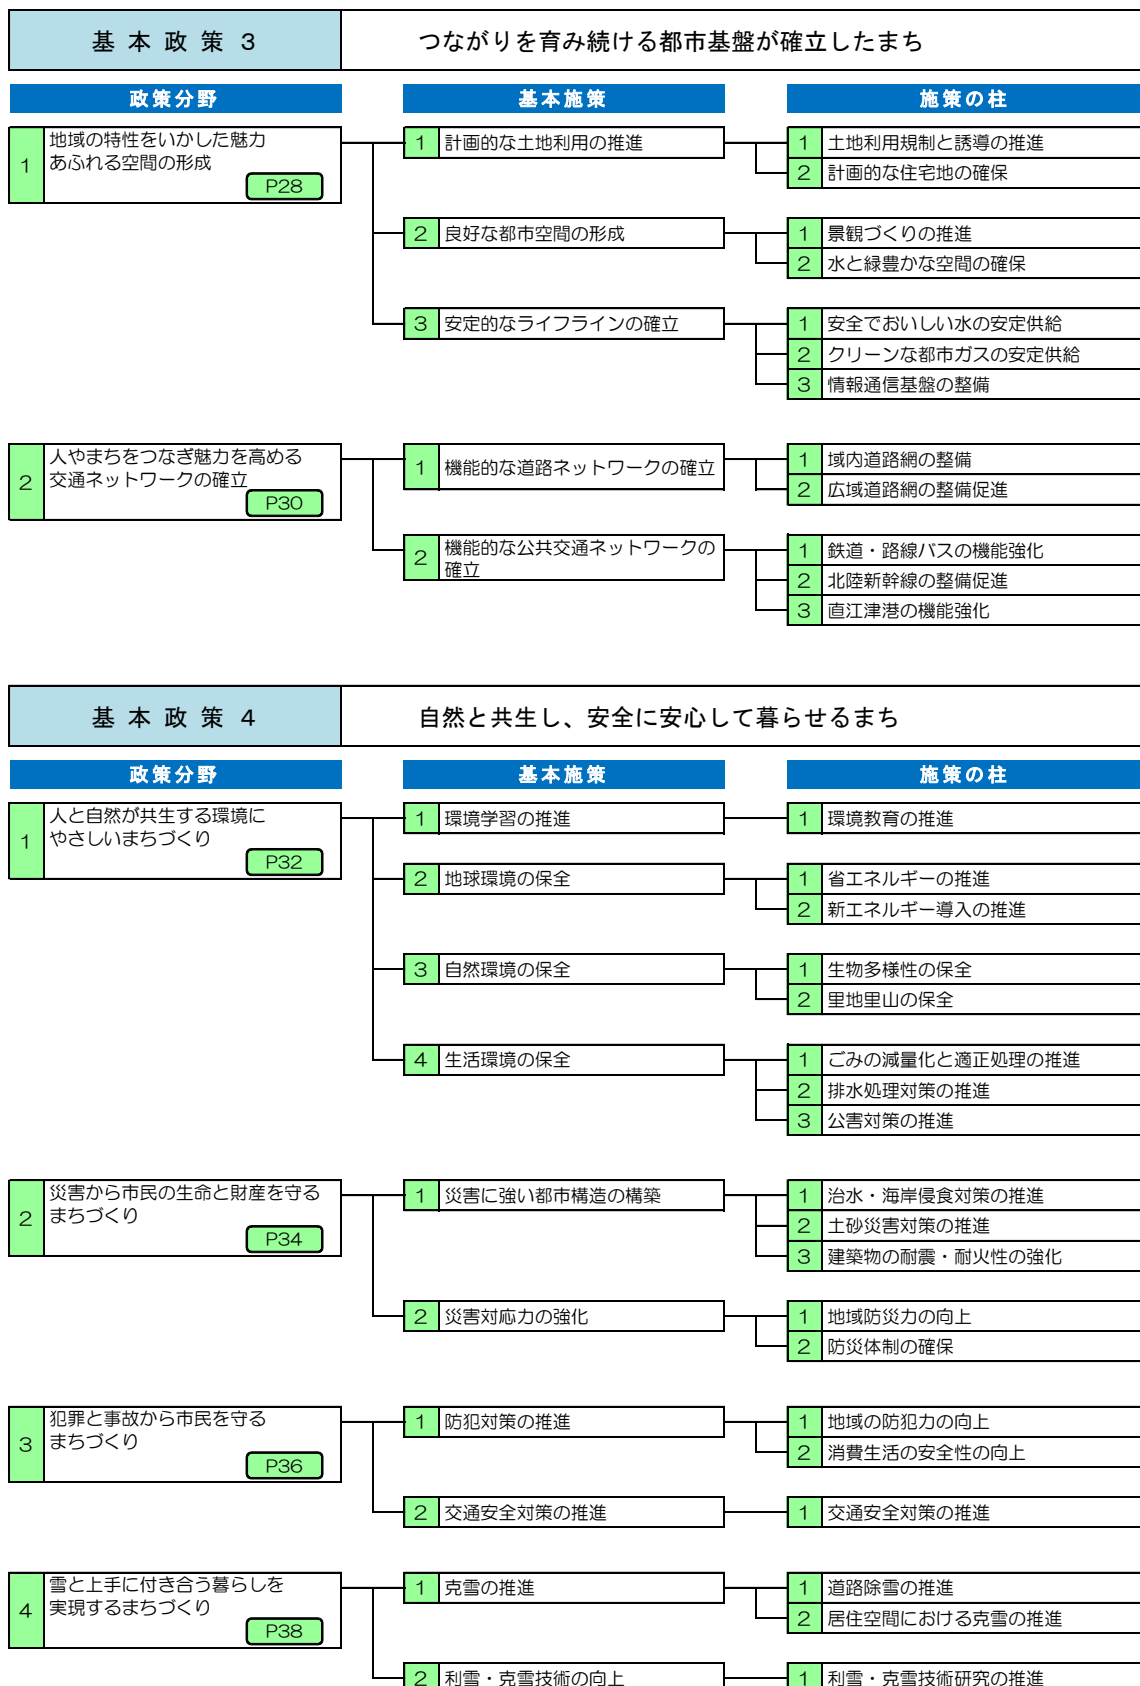 基本政策3
つながりを育み続ける都市基盤が確立したまち
政策分野
基本施策
施策の柱
1
地域の特性をいかした魅力
あふれる空間の形成
P28
1 計画的な土地利用の推進
1 土地利用規制と誘導の推進
2 計画的な住宅地の確保
2 良好な都市空間の形成
1 景観づくりの推進
2 水と緑豊かな空間の確保
3 安定的なライフラインの確立
1 安全でおいしい水の安定供給
2 クリーンな都市ガスの安定供給
3 情報通信基盤の整備
2
人やまちをつなぎ魅力を高める
交通ネットワークの確立
P30
1 機能的な道路ネットワークの確立
1 域内道路網の整備
2 広域道路網の整備促進
2
機能的な公共交通ネットワークの
確立
1 鉄道・路線バスの機能強化
2 北陸新幹線の整備促進
3 直江津港の機能強化
基本政策4
自然と共生し、安全に安心して暮らせるまち
政策分野
基本施策
施策の柱
1
人と自然が共生する環境に
やさしいまちづくり
P32
1 環境学習の推進
1 環境教育の推進
2 地球環境の保全
1 省エネルギーの推進
2 新エネルギー導入の推進
3 自然環境の保全
1 生物多様性の保全
2 里地里山の保全
4 生活環境の保全
1 ごみの減量化と適正処理の推進
2 排水処理対策の推進
3 公害対策の推進
2
災害から市民の生命と財産を守る
まちづくり
P34
1 災害に強い都市構造の構築
1 治水・海岸侵食対策の推進
2 土砂災害対策の推進
3 建築物の耐震・耐火性の強化
2 災害対応力の強化
1 地域防災力の向上
2 防災体制の確保
3
犯罪と事故から市民を守る
まちづくり
P36
1 防犯対策の推進
1 地域の防犯力の向上
2 消費生活の安全性の向上
2 交通安全対策の推進
1 交通安全対策の推進
4
雪と上手に付き合う暮らしを
実現するまちづくり
P38
1 克雪の推進
1 道路除雪の推進
2 居住空間における克雪の推進
2 利雪・克雪技術の向上
1 利雪・克雪技術研究の推進